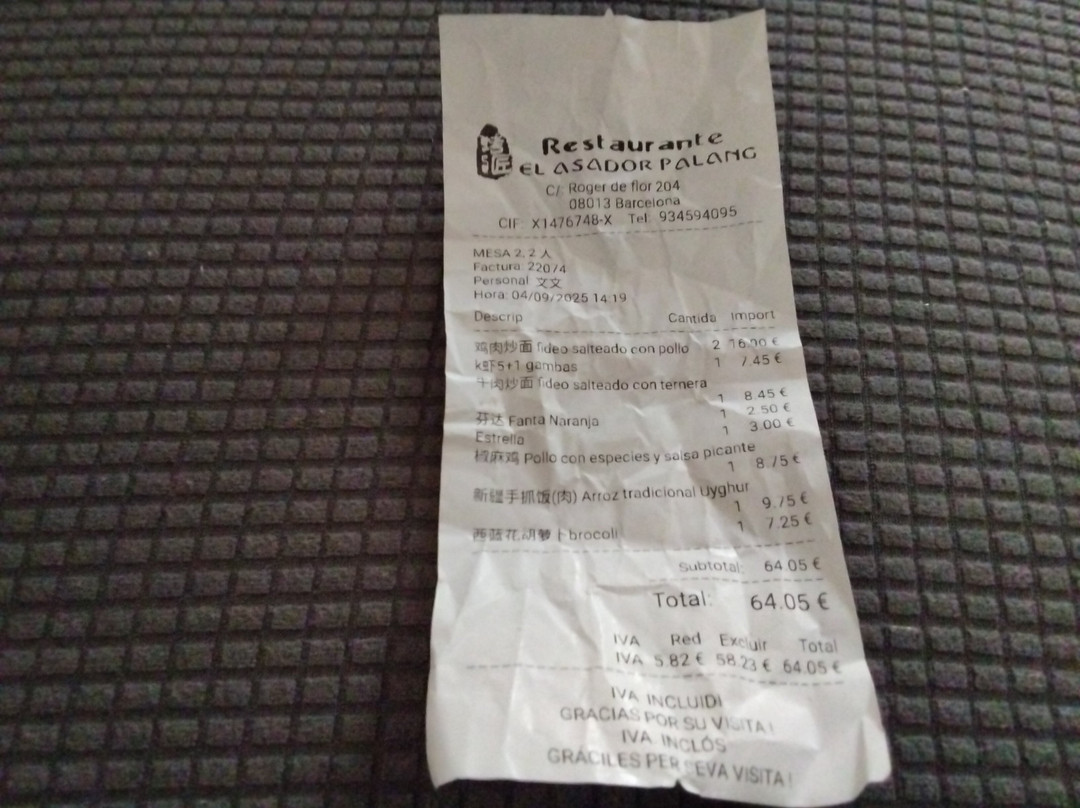 Restaurante
EL ASADOR PALANG
C/ Roger de flor 204
08013 Barcelona
CIF: X1476748-X Tel: 934594095
MESA 2, 2 人
Factura: 22074
Personal: 文文
Hora: 04/09/2025 14:19
Descrip Cantida Import
鸡肉炒面 fideo salteado con pollo 2 16.90 €
k虾5+1 gambas 1 7.45 €
牛肉炒面 fideo salteado con ternera
1 8.45 €
芬达 Fanta Naranja 1 2.50 €
Estrella 1 3.00 €
椒麻鸡 Pollo con especies y salsa picante
1 8.75 €
新疆手抓饭(肉) Arroz tradicional Uyghur
1 9.75 €
西蓝花胡萝卜brocoli 1 7.25 €
Subtotal: 64.05 €
Total: 64.05 €
IVA Red Excluir Total
IVA 5.82 € 58.23 € 64.05 €
IVA INCLUIDI
GRACIAS POR SU VISITA!
IVA INCLÓS
GRÁCILES PER SEVA VISITA!